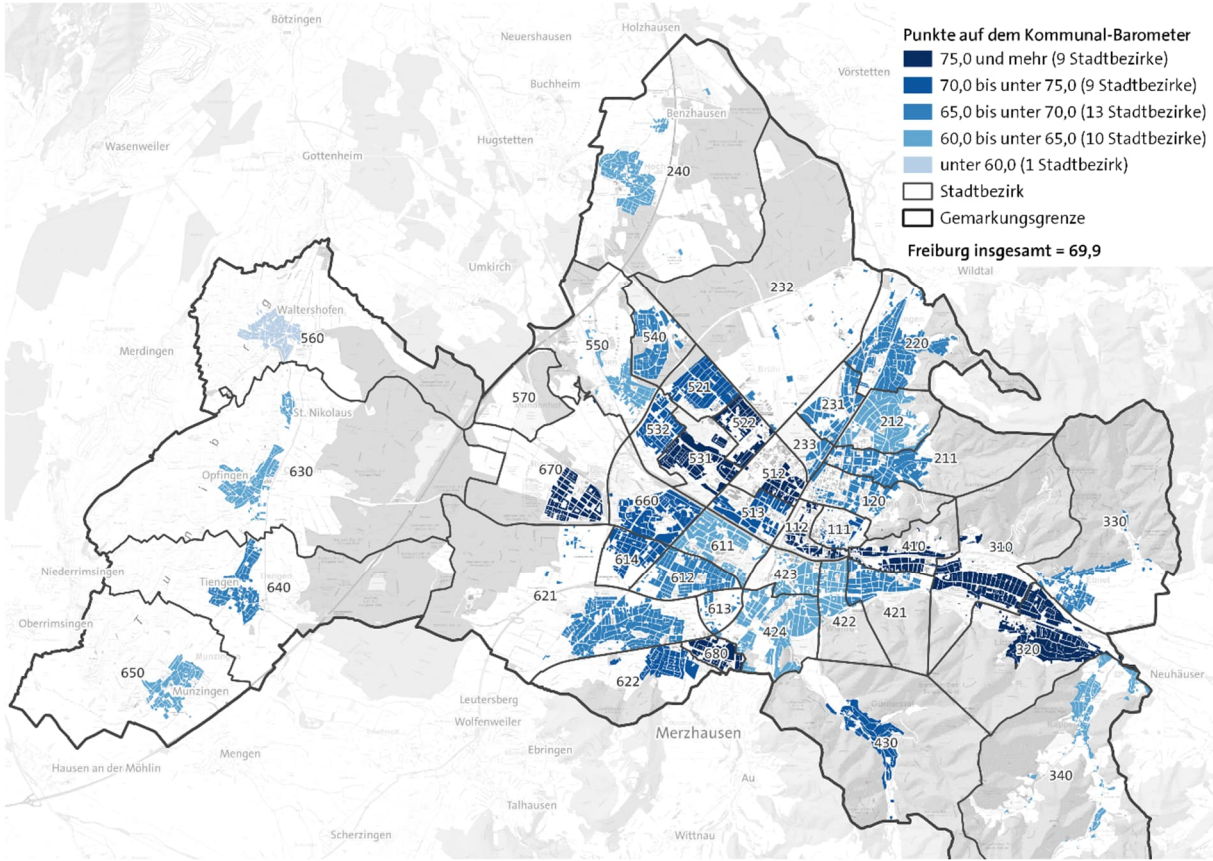 Punkte auf dem Kommunal-Barometer
75,0 und mehr (9 Stadtbezirke)
70,0 bis unter 75,0 (9 Stadtbezirke)
65,0 bis unter 70,0 (13 Stadtbezirke)
60,0 bis unter 65,0 (10 Stadtbezirke)
unter 60,0 (1 Stadtbezirk)
Stadtbezirk
Gemarkungsgrenze
Freiburg insgesamt = 69,9
Bötzingen
Holzhausen
Neuershausen
Vörstetten
Buchheim
Benzhausen
Hugstetten
Wasenweiler
Gottenheim
240
Umkirch
Wildtal
232
Waltershofen
560
550
540
220
Merdingen
570
521
St. Nikolaus
231
522
532
212
233
531
211
Opfingen
630
670
512
660
120
513
112
111
330
611
410
310
614
423
Niederrimsingen
Tiengen
612
640
621
613
421
Oberrimsingen
422
424
320
680
Munzingen
650
Munzingen
622
Neuhäuser
Leutersberg
Wolfenweiler
Merzhausen
430
Mengen
Ebringen
Hausen an der Möhlin
Au
340
Talhausen
Scherzingen
Wittnau